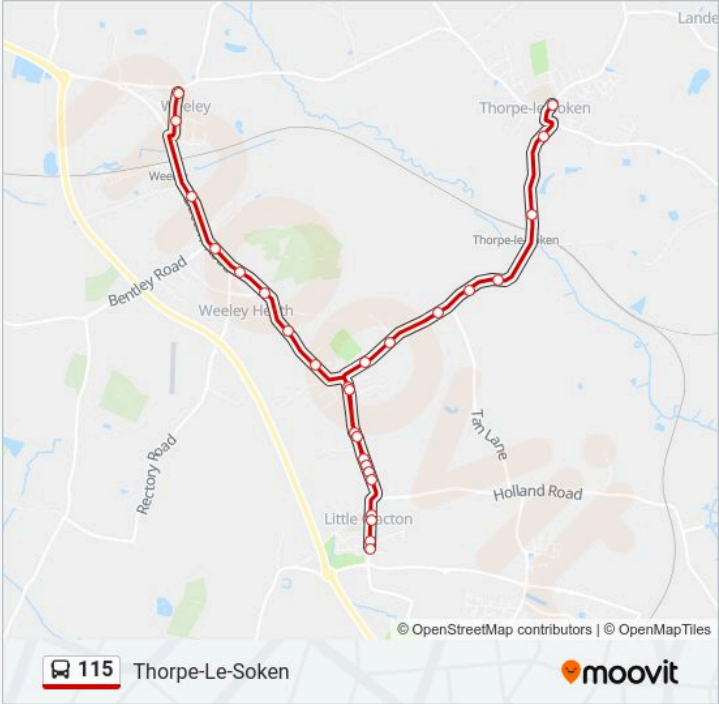 Lande
Weeley
Thorpe-le-Soken
Wee
Thorpe-le-Soken
Bentley Road
Weeley Heath
Tan Lane
Rectory Road
Holland Road
Little Clacton
© OpenStreetMap contributors | © OpenMapTiles
115
Thorpe-Le-Soken
moovit